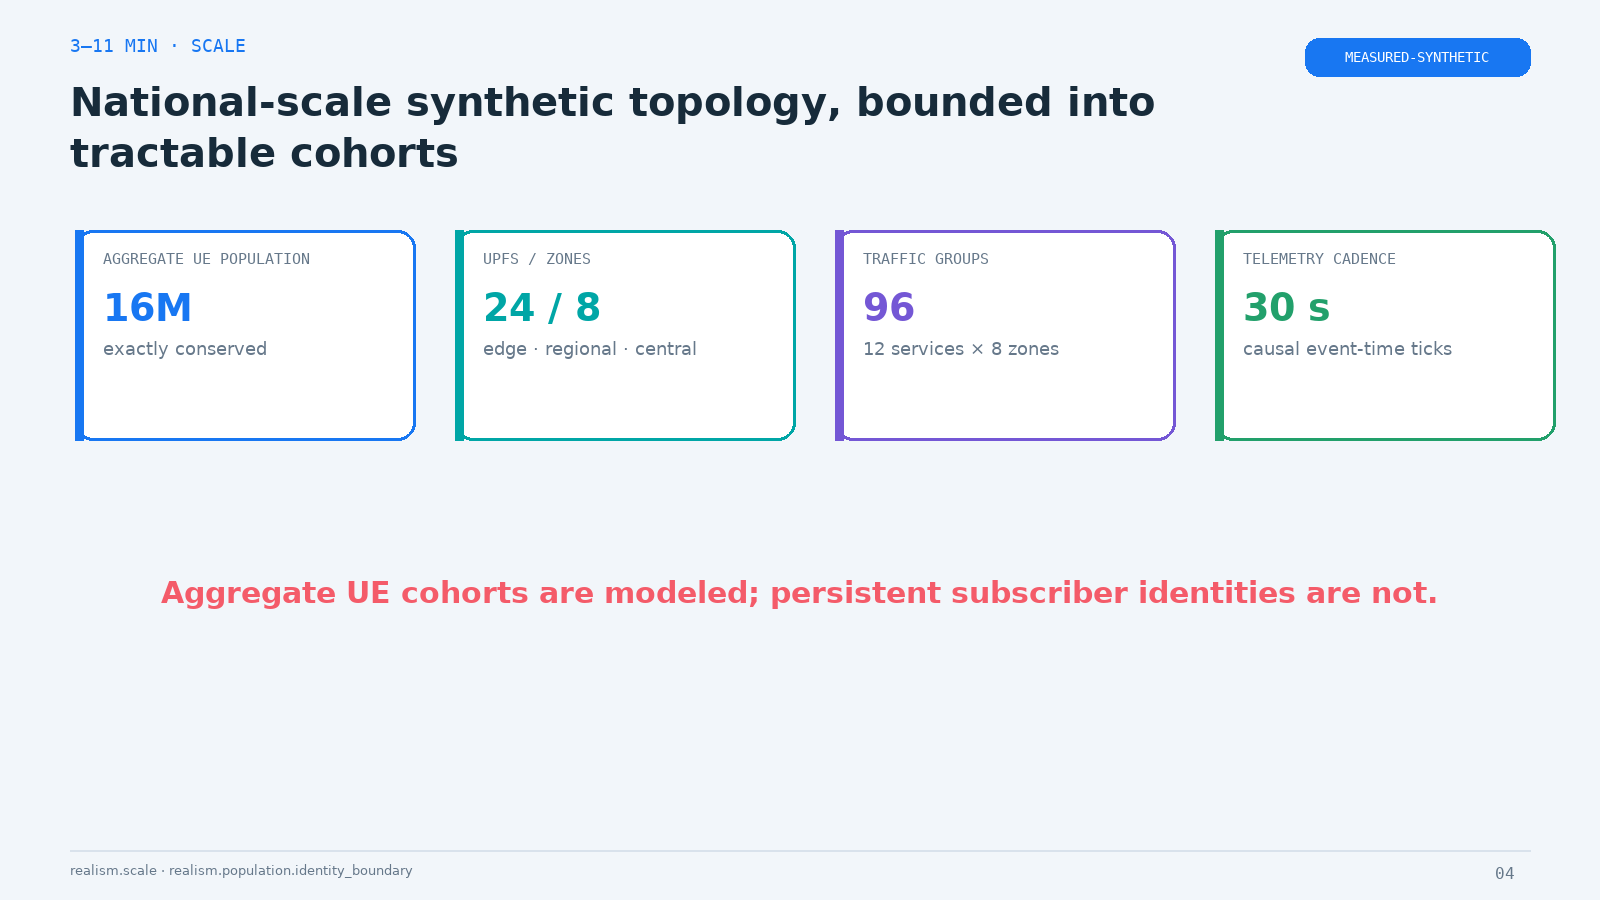 3–11 MIN · SCALE
MEASURED-SYNTHETIC
National-scale synthetic topology, bounded into
tractable cohorts
AGGREGATE UE POPULATION
16M
exactly conserved
UPFS / ZONES
24 / 8
edge · regional · central
TRAFFIC GROUPS
96
12 services × 8 zones
TELEMETRY CADENCE
30 s
causal event-time ticks
Aggregate UE cohorts are modeled; persistent subscriber identities are not.
realism.scale · realism.population.identity_boundary
04